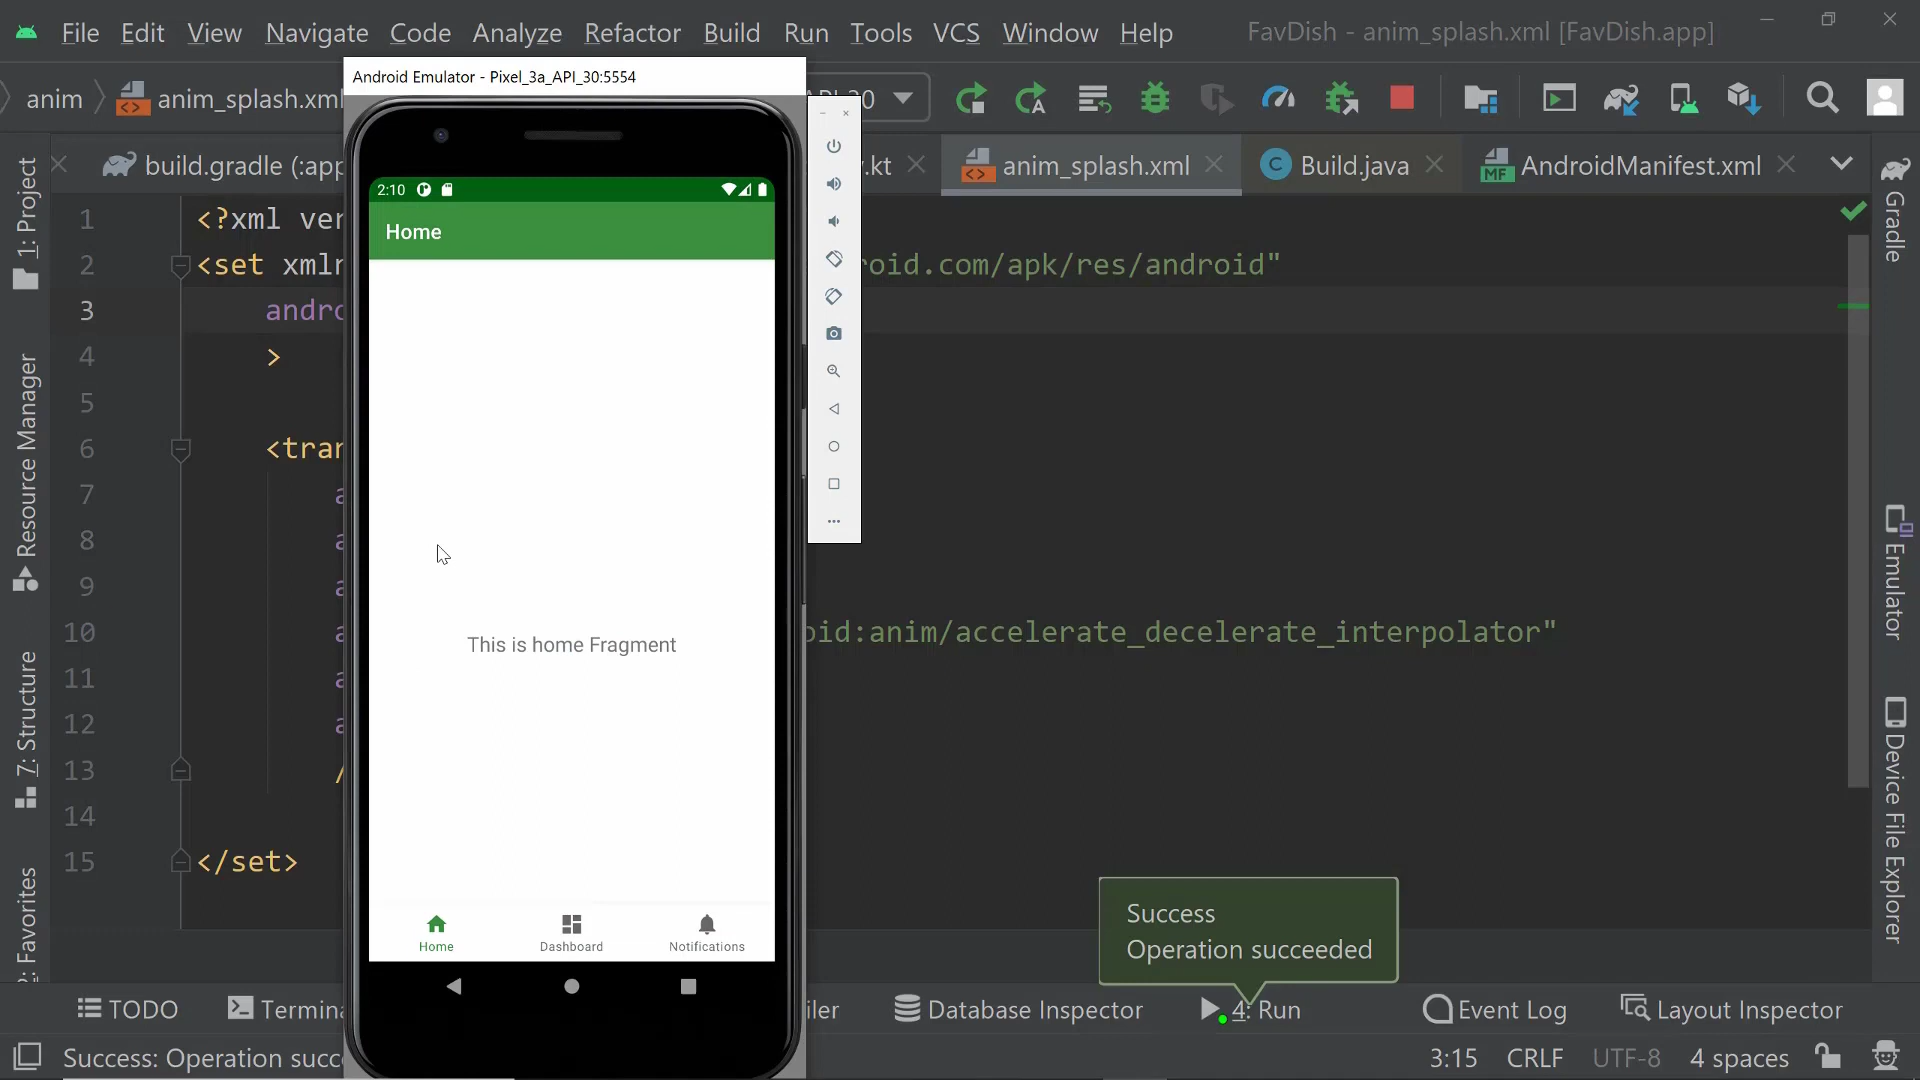 File Edit View Navigate Code Analyze Refactor Build Run Tools VCS Window Help FavDish - anim_splash.xml [FavDish.app]
Android Emulator - Pixel_3a_API_30:5554
anim anim_splash.xml
build.gradle (:app .kt anim_splash.xml Build.java AndroidManifest.xml
1: Project
Resource Manager
7: Structure
2: Favorites
Gradle
Emulator
Device File Explorer
1 <?xml ver
2 <set xmln roid.com/apk/res/android"
3 andro
4 >
5
6 <tran
7 a
8 a
9 a
10 a oid:anim/accelerate_decelerate_interpolator"
11 a
12 a
13 /
14
15 </set>
2:10
Home
This is home Fragment
Home Dashboard Notifications
Success
Operation succeeded
TODO Termina iler Database Inspector 4: Run Event Log Layout Inspector
Success: Operation succ 3:15 CRLF UTF-8 4 spaces